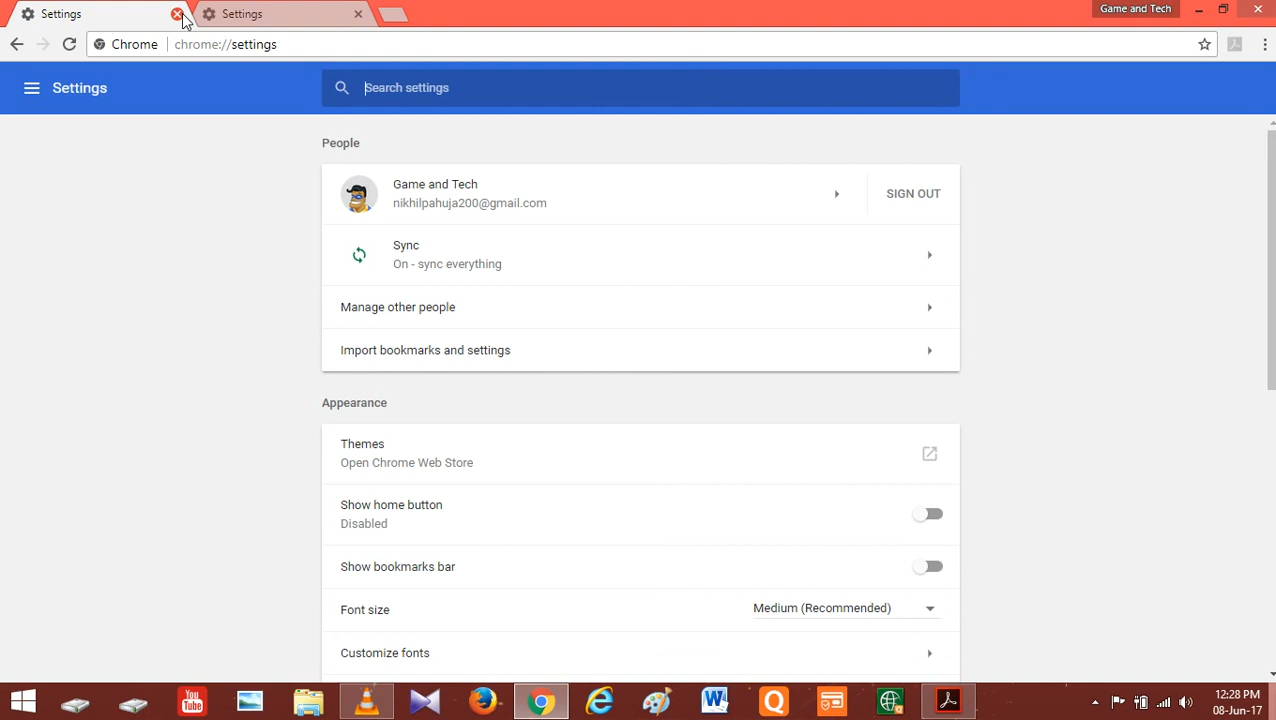 Settings
Settings
Game and Tech
Chrome
chrome://settings
Settings
Search settings
People
Game and Tech
nikhilpahuja200@gmail.com
SIGN OUT
Sync
On - sync everything
Manage other people
Import bookmarks and settings
Appearance
Themes
Open Chrome Web Store
Show home button
Disabled
Show bookmarks bar
Font size
Medium (Recommended)
Customize fonts
You
Tube
W
Q
12:28 PM
08-Jun-17